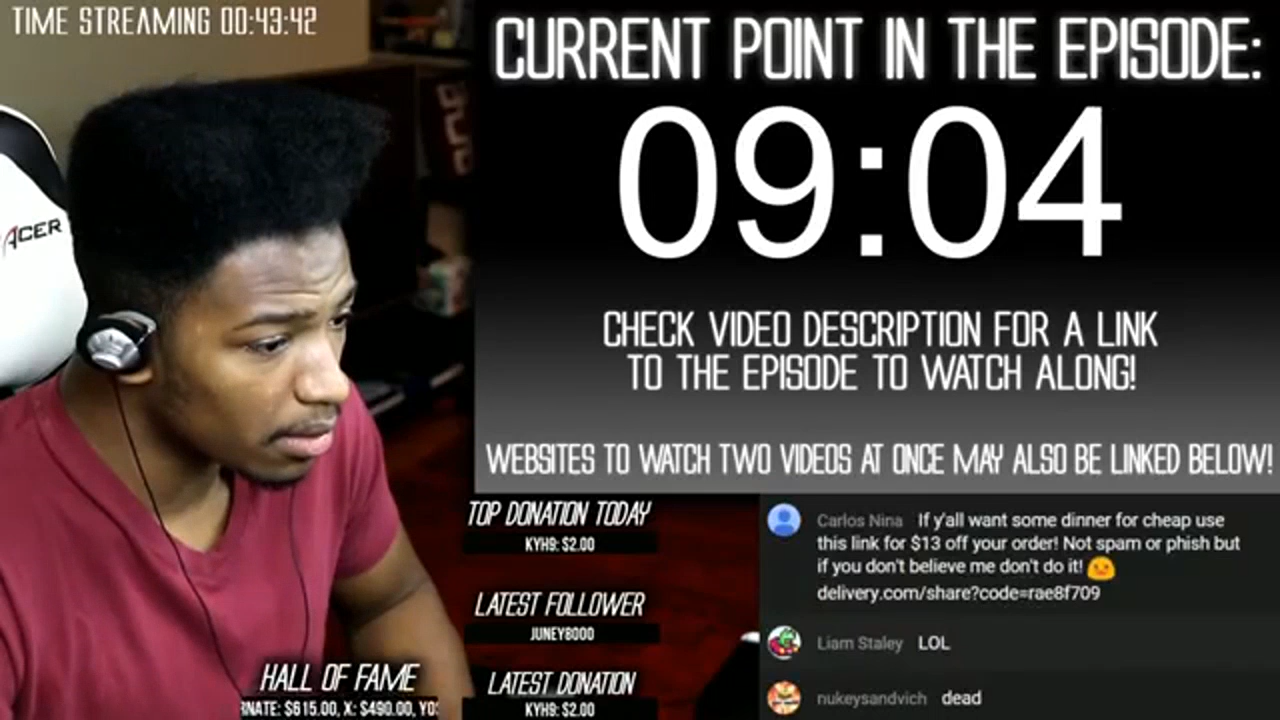 TIME STREAMING 00:43:42
CURRENT POINT IN THE EPISODE:
09:04
CHECK VIDEO DESCRIPTION FOR A LINK
TO THE EPISODE TO WATCH ALONG!
WEBSITES TO WATCH TWO VIDEOS AT ONCE MAY ALSO BE LINKED BELOW!
ACER
TOP DONATION TODAY
KYH9: $2.00
LATEST FOLLOWER
JUNEY8000
LATEST DONATION
KYH9: $2.00
HALL OF FAME
RNATE: $615.00, X: $490.00, YO
Carlos Nina If y'all want some dinner for cheap use
this link for $13 off your order! Not spam or phish but
if you don't believe me don't do it!
delivery.com/share?code=rae8f709
Liam Staley LOL
nukeysandvich dead